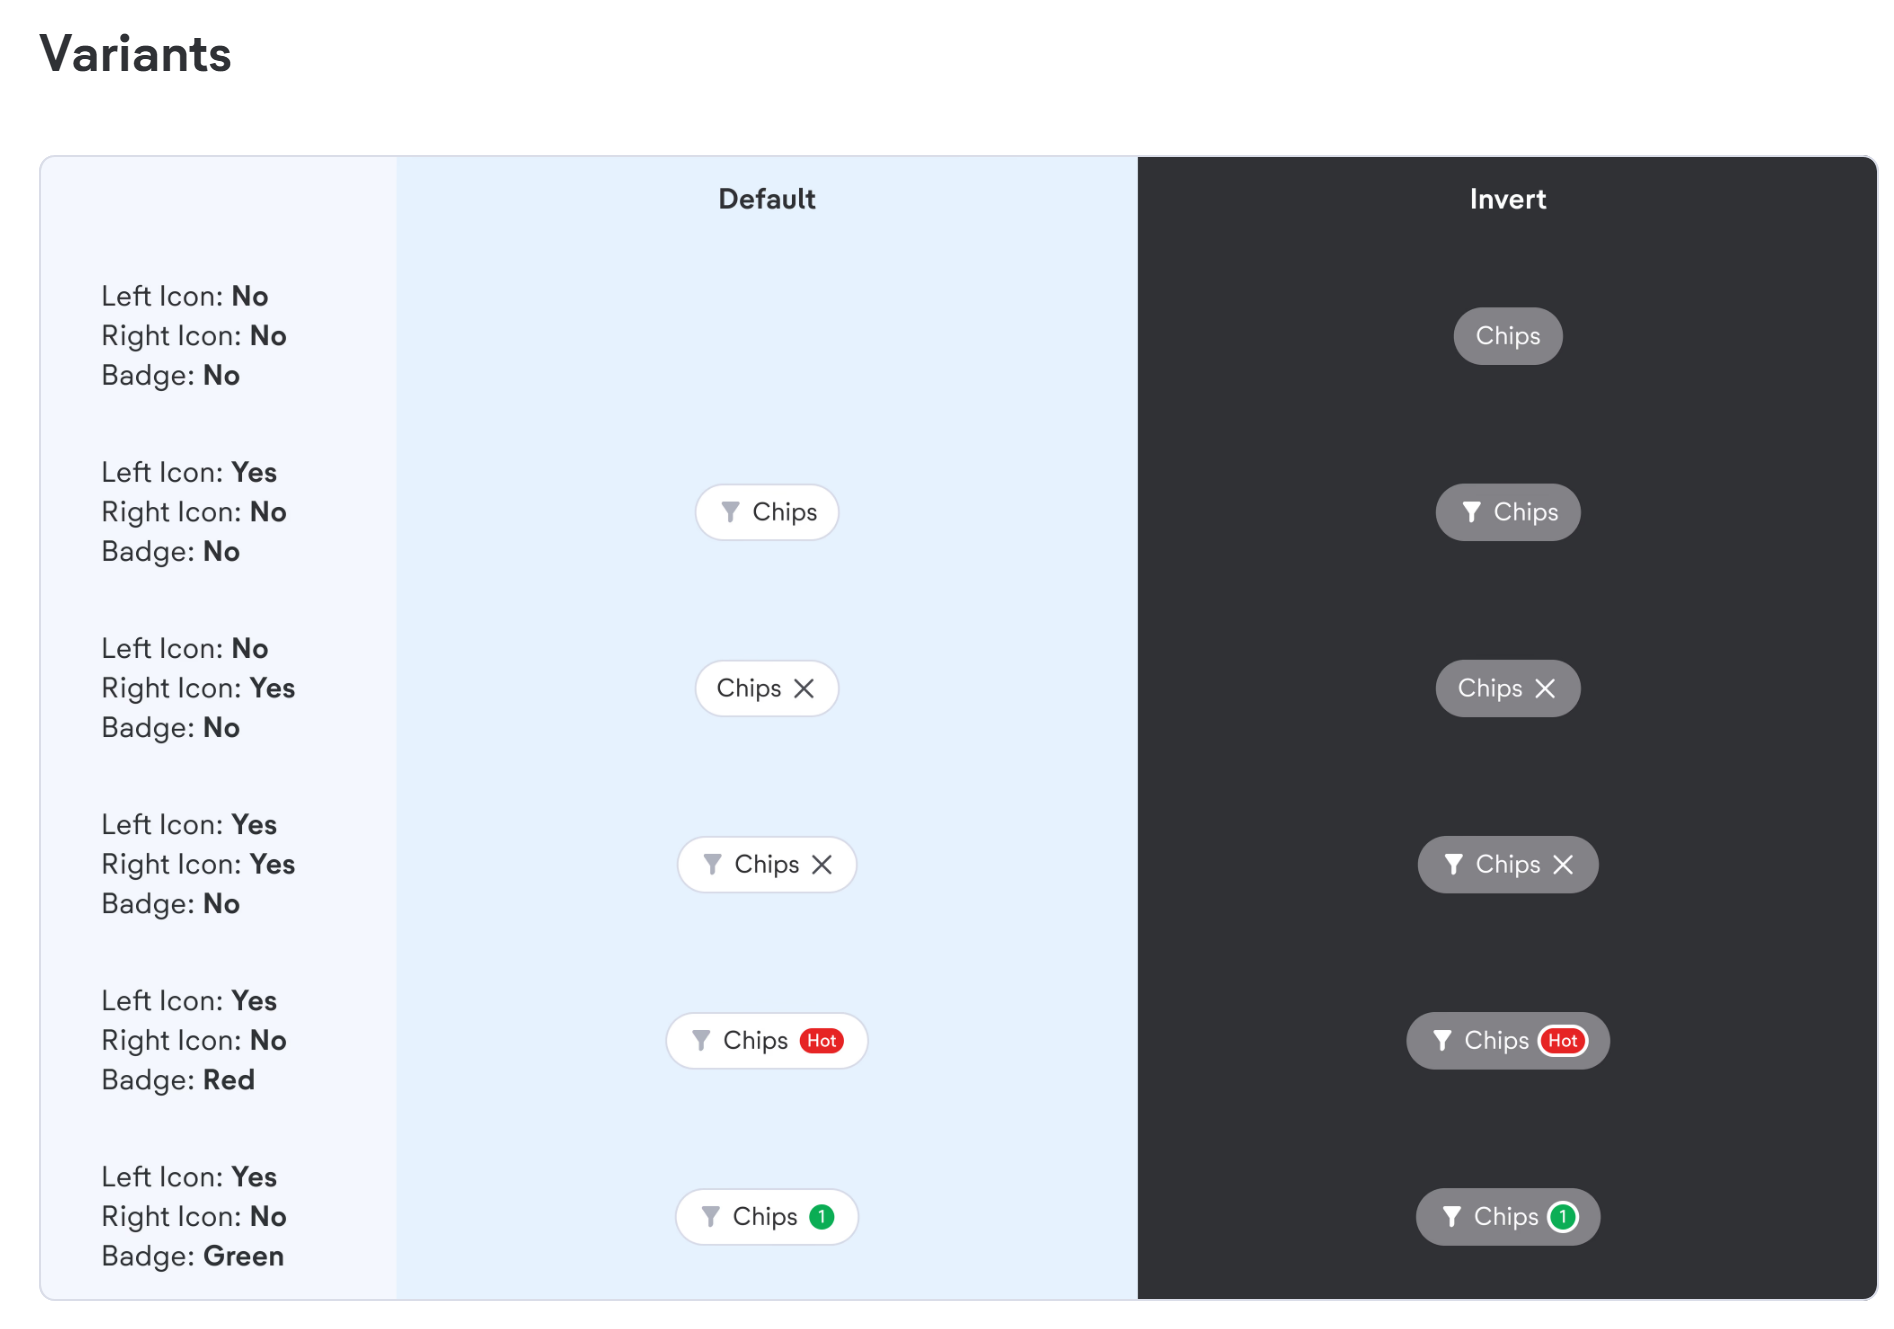 Variants
Default
Invert
Left Icon: No
Right Icon: No
Badge: No
Chips
Left Icon: Yes
Right Icon: No
Badge: No
Chips
Chips
Left Icon: No
Right Icon: Yes
Badge: No
Chips
Chips
Left Icon: Yes
Right Icon: Yes
Badge: No
Chips
Chips
Left Icon: Yes
Right Icon: No
Badge: Red
Chips Hot
Chips Hot
Left Icon: Yes
Right Icon: No
Badge: Green
Chips 1
Chips 1